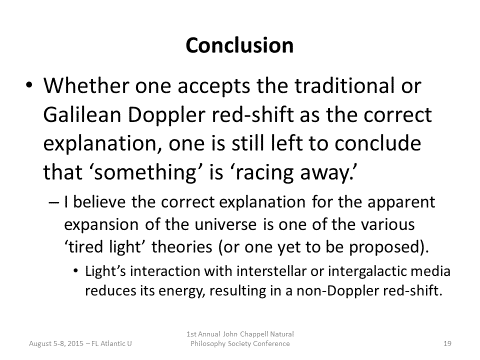 Conclusion
• Whether one accepts the traditional or
Galilean Doppler red-shift as the correct
explanation, one is still left to conclude
that ‘something’ is ‘racing away.’
– I believe the correct explanation for the apparent
expansion of the universe is one of the various
‘tired light’ theories (or one yet to be proposed).
• Light’s interaction with interstellar or intergalactic media
reduces its energy, resulting in a non-Doppler red-shift.
August 5-8, 2015 – FL Atlantic U
1st Annual John Chappell Natural
Philosophy Society Conference
19